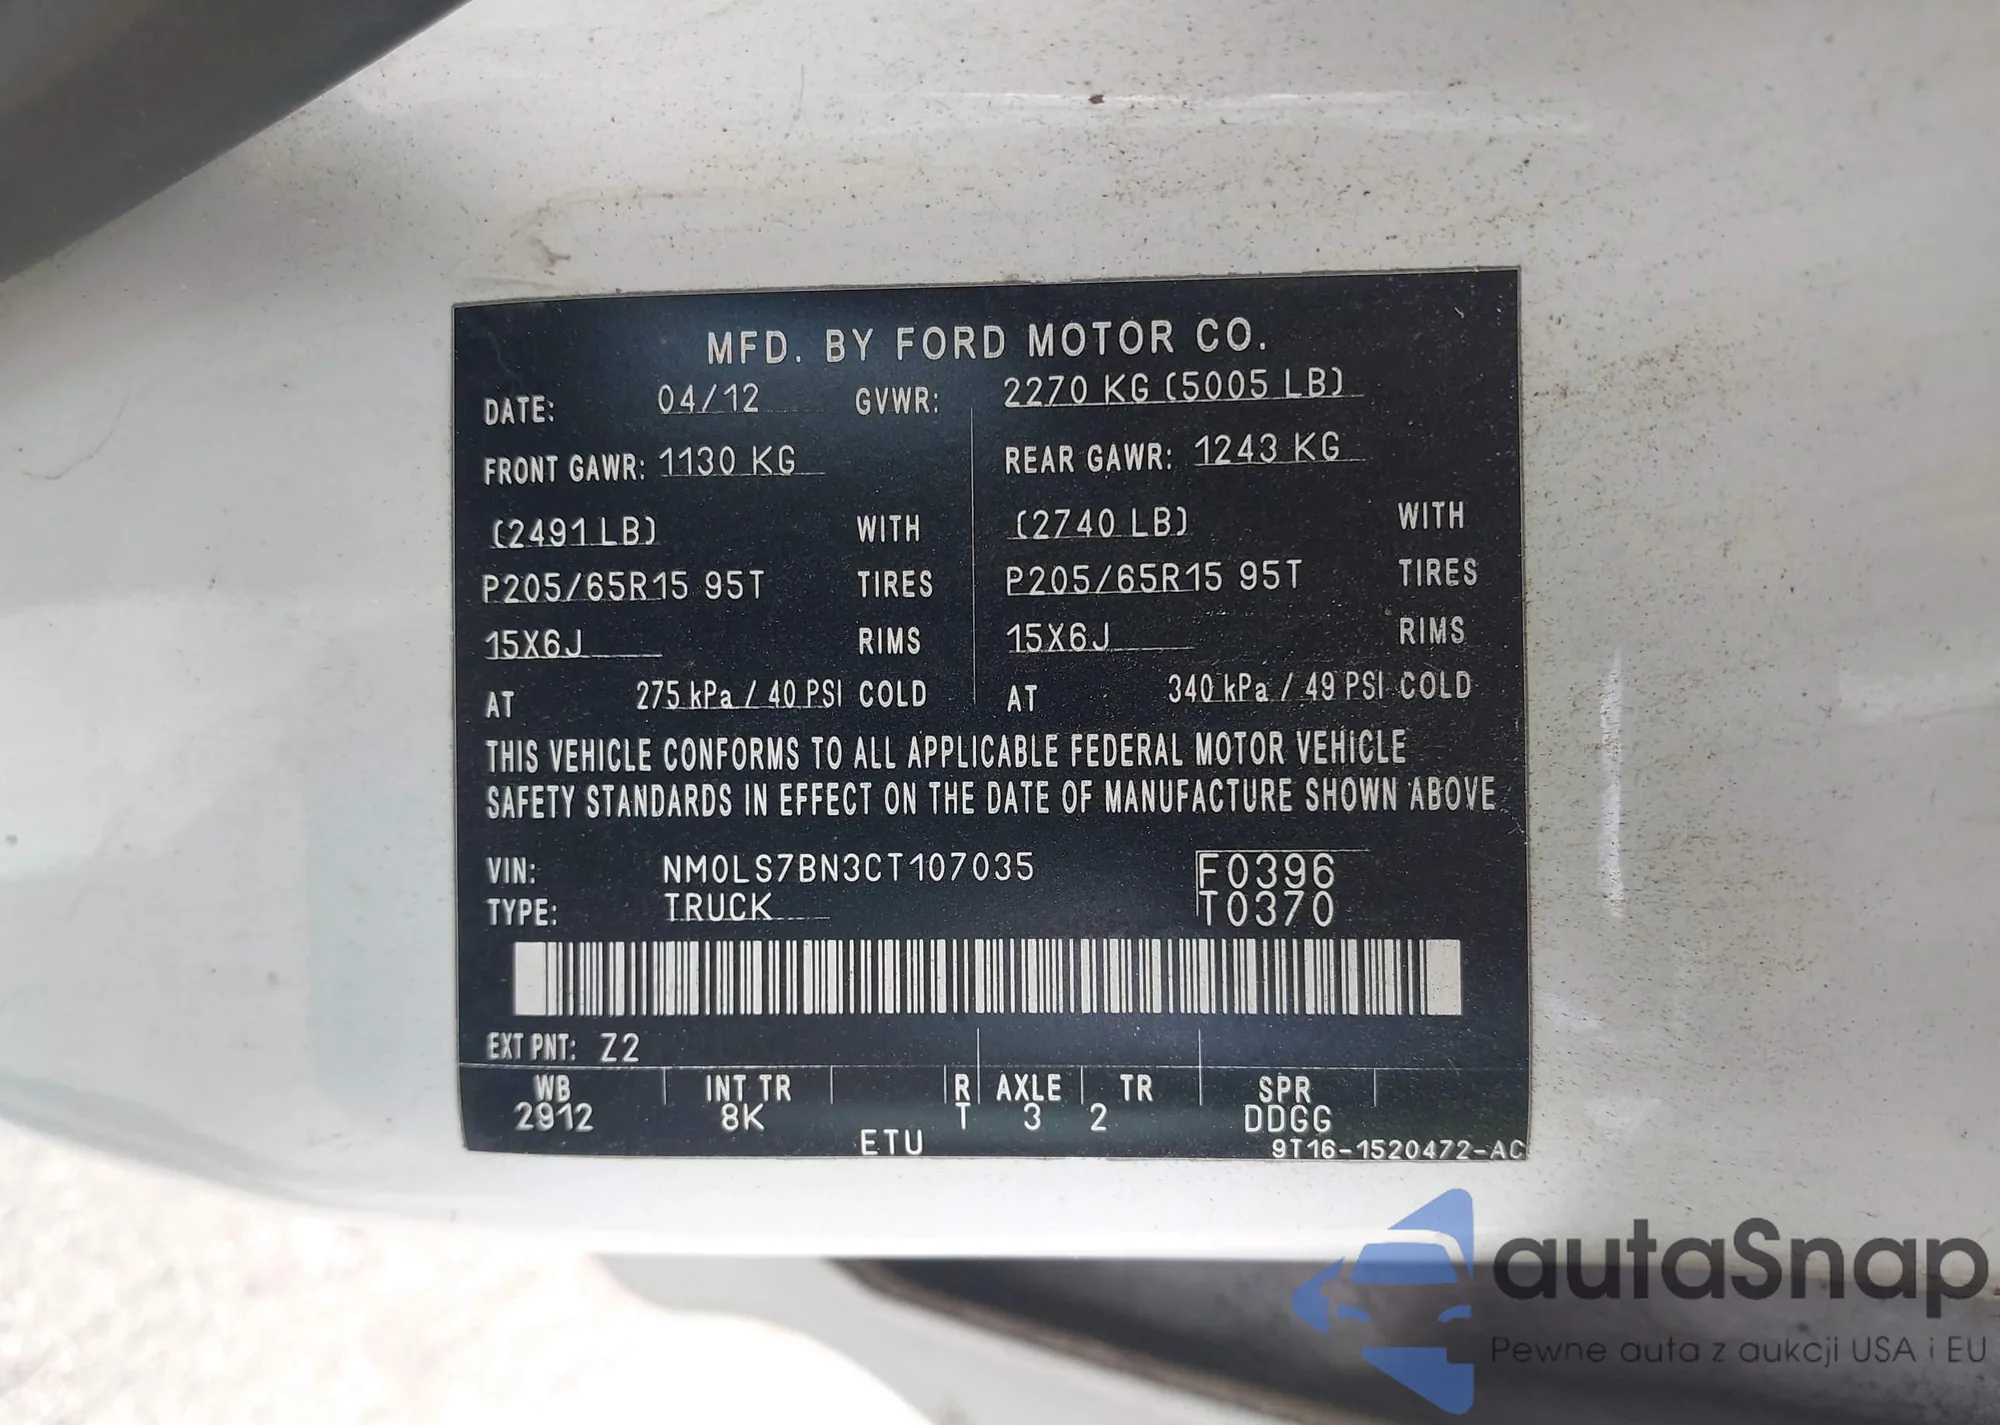 MFD. BY FORD MOTOR CO.
DATE: 04/12 GVWR: 2270 KG (5005 LB)
FRONT GAWR: 1130 KG REAR GAWR: 1243 KG
(2491 LB) WITH (2740 LB) WITH
P205/65R15 95T TIRES P205/65R15 95T TIRES
15X6J RIMS 15X6J RIMS
AT 275 kPa / 40 PSI COLD AT 340 kPa / 49 PSI COLD
THIS VEHICLE CONFORMS TO ALL APPLICABLE FEDERAL MOTOR VEHICLE
SAFETY STANDARDS IN EFFECT ON THE DATE OF MANUFACTURE SHOWN ABOVE
VIN: NM0LS7BN3CT107035 F0396
TYPE: TRUCK T0370
EXT PNT: Z2
WB INT TR R AXLE TR SPR
2912 8K T 3 2 DDGG
ETU 9T16-1520472-AC
autaSnap
Pewne auta z aukcji USA i EU